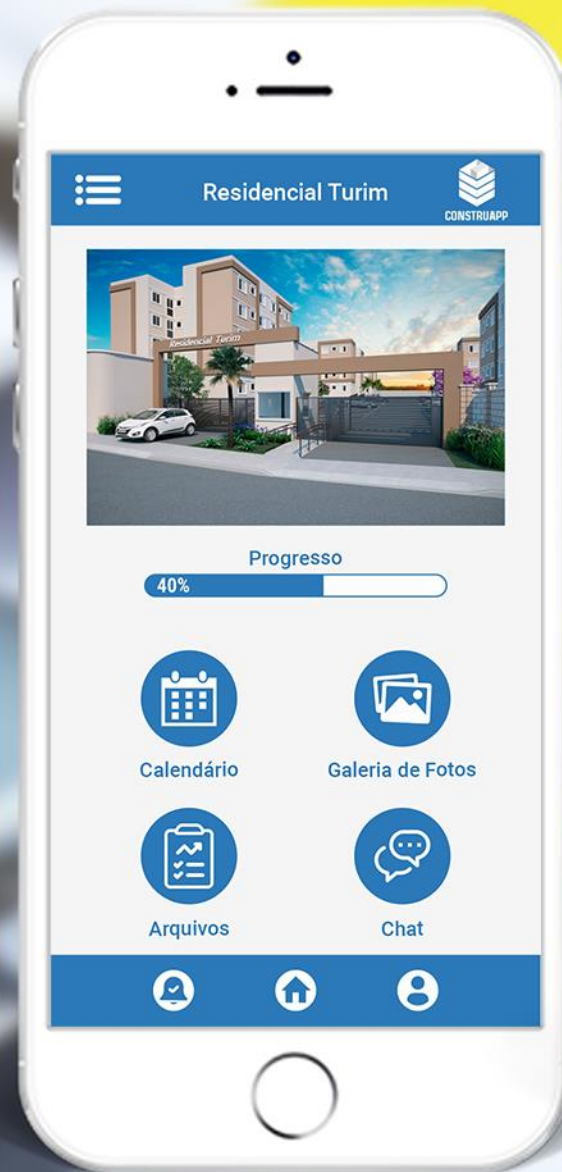 Residencial Turim
CONSTRUAPP
Residencial Turim
Progresso
40%
Calendário
Galeria de Fotos
Arquivos
Chat